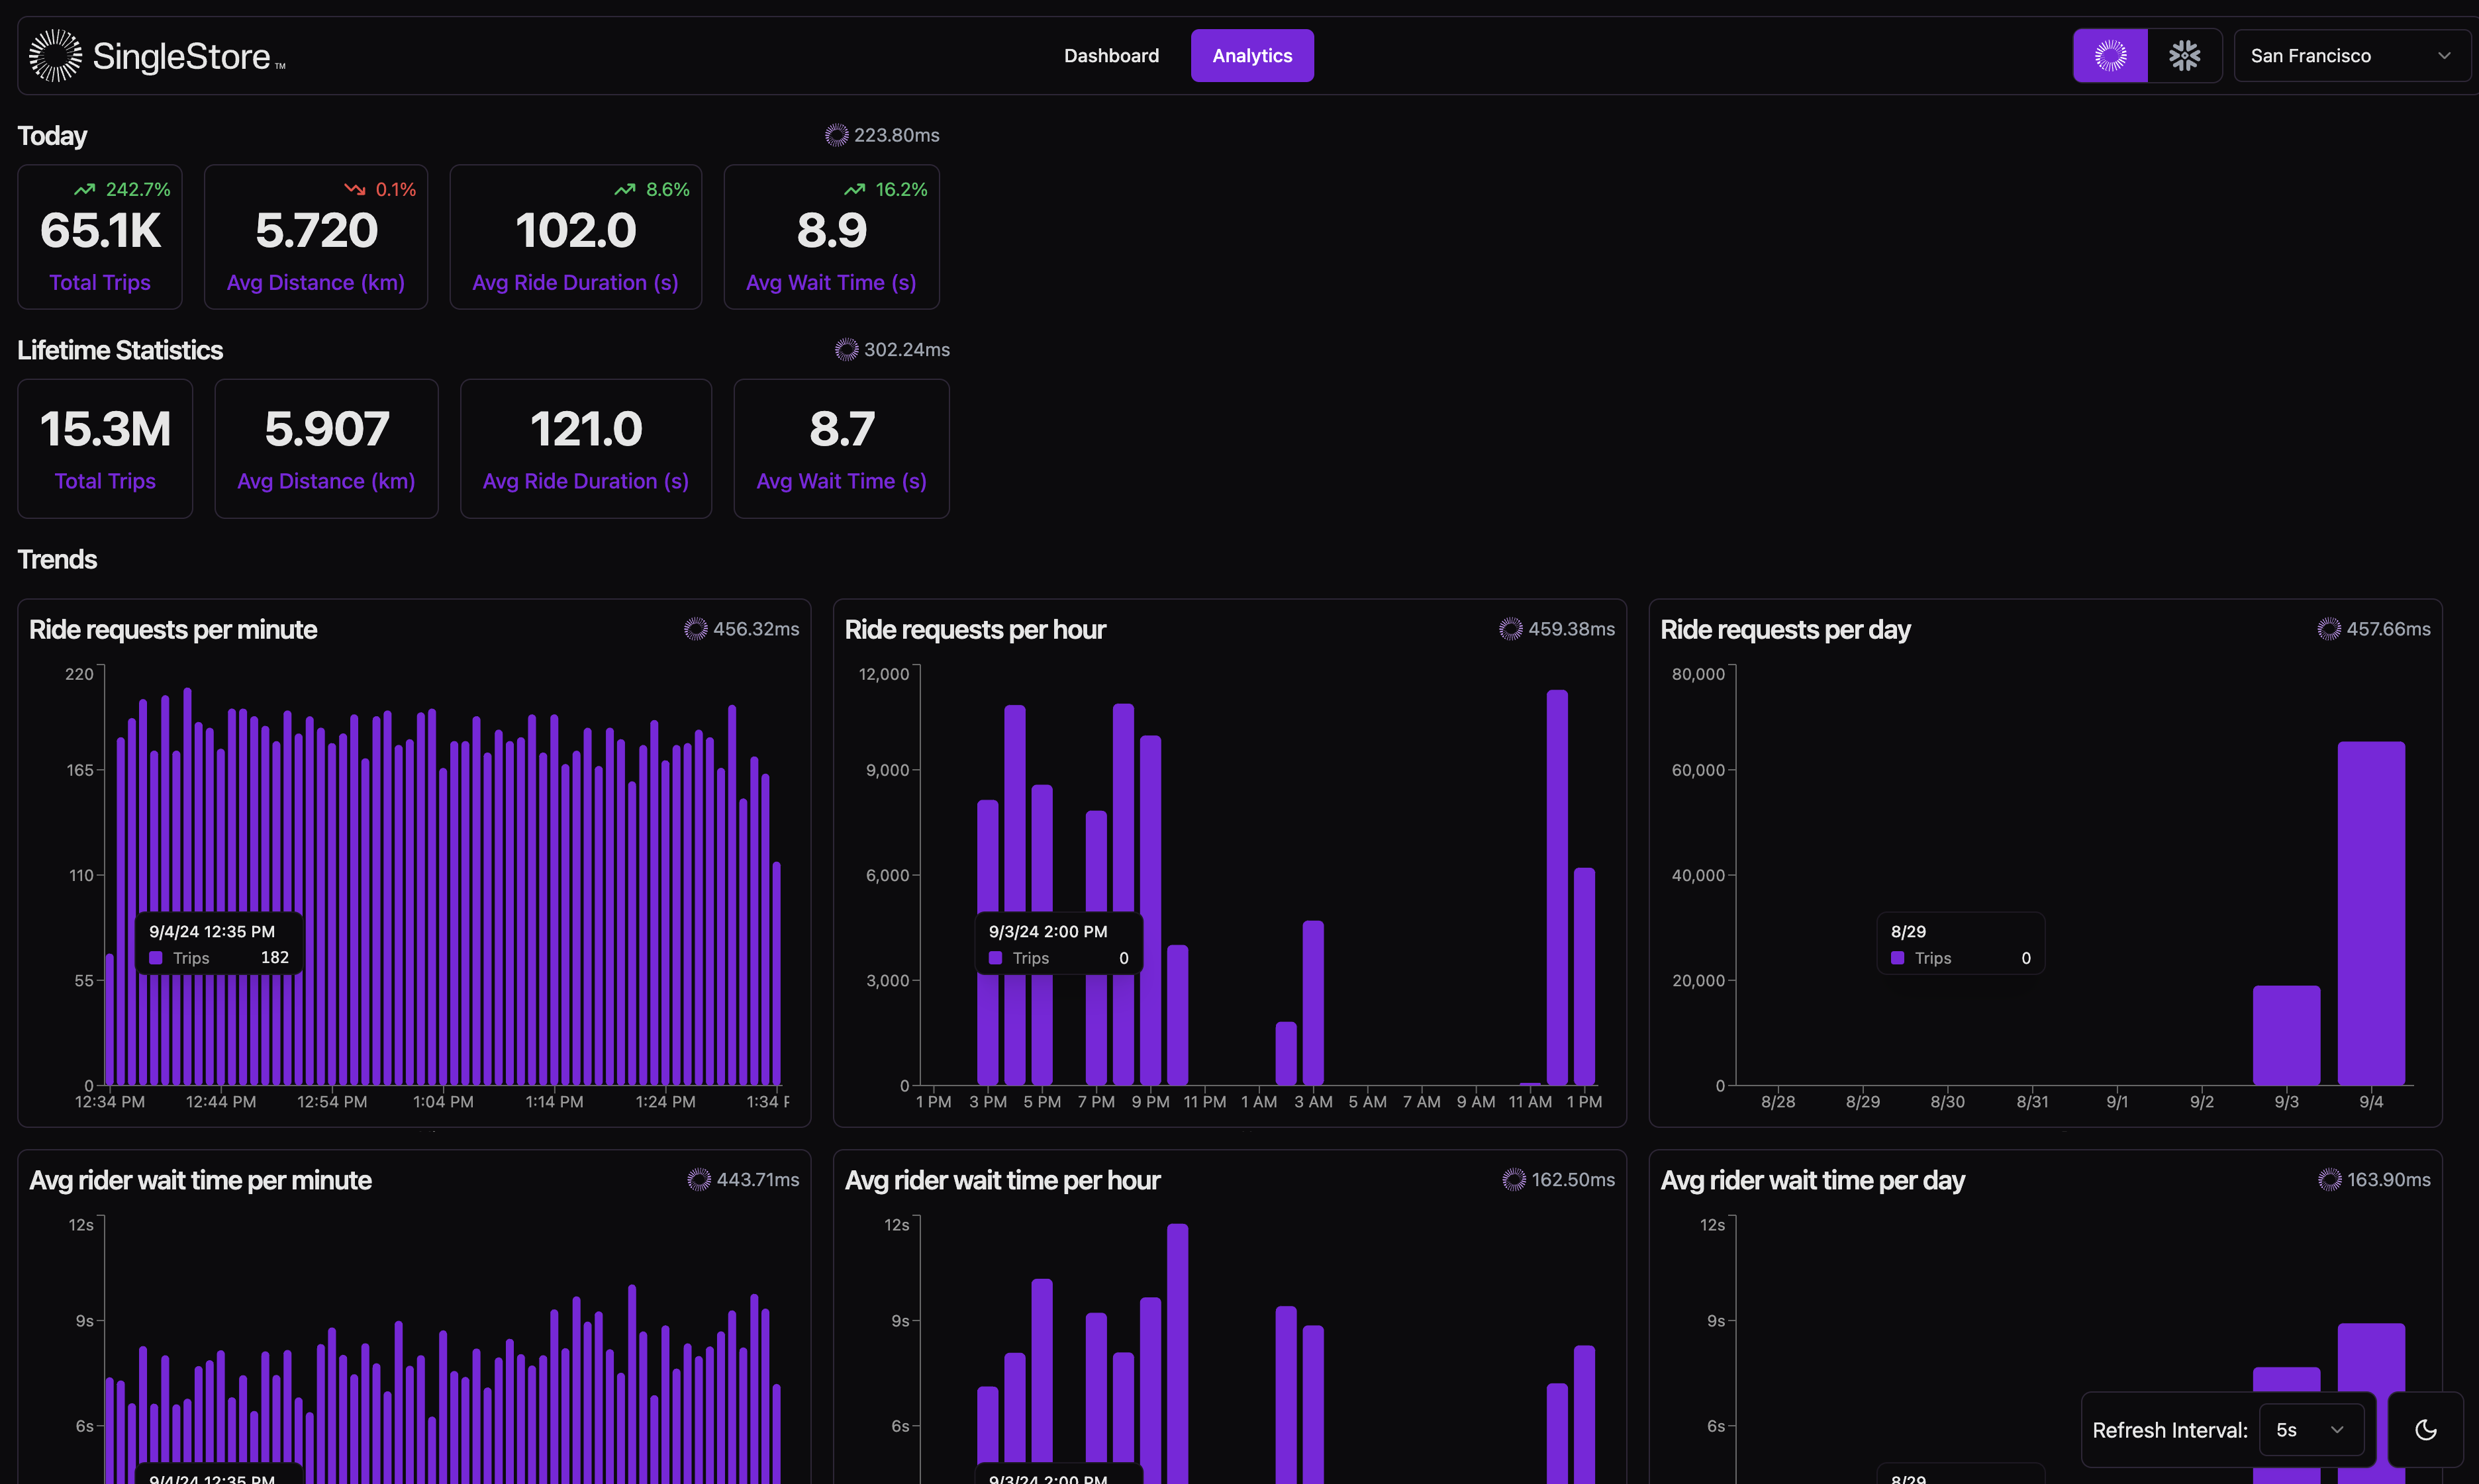 SingleStore™
Dashboard
Analytics
San Francisco
Today
223.80ms
242.7%
65.1K
Total Trips
0.1%
5.720
Avg Distance (km)
8.6%
102.0
Avg Ride Duration (s)
16.2%
8.9
Avg Wait Time (s)
Lifetime Statistics
302.24ms
15.3M
Total Trips
5.907
Avg Distance (km)
121.0
Avg Ride Duration (s)
8.7
Avg Wait Time (s)
Trends
Ride requests per minute
456.32ms
220
165
110
55
0
9/4/24 12:35 PM
Trips 182
12:34 PM 12:44 PM 12:54 PM 1:04 PM 1:14 PM 1:24 PM 1:34 P
Ride requests per hour
459.38ms
12,000
9,000
6,000
3,000
0
9/3/24 2:00 PM
Trips 0
1 PM 3 PM 5 PM 7 PM 9 PM 11 PM 1 AM 3 AM 5 AM 7 AM 9 AM 11 AM 1 PM
Ride requests per day
457.66ms
80,000
60,000
40,000
20,000
0
8/29
Trips 0
8/28 8/29 8/30 8/31 9/1 9/2 9/3 9/4
Avg rider wait time per minute
443.71ms
12s
9s
6s
9/4/24 12:35 PM
Avg rider wait time per hour
162.50ms
12s
9s
6s
9/3/24 2:00 PM
Avg rider wait time per day
163.90ms
12s
9s
6s
8/29
Refresh Interval:
5s